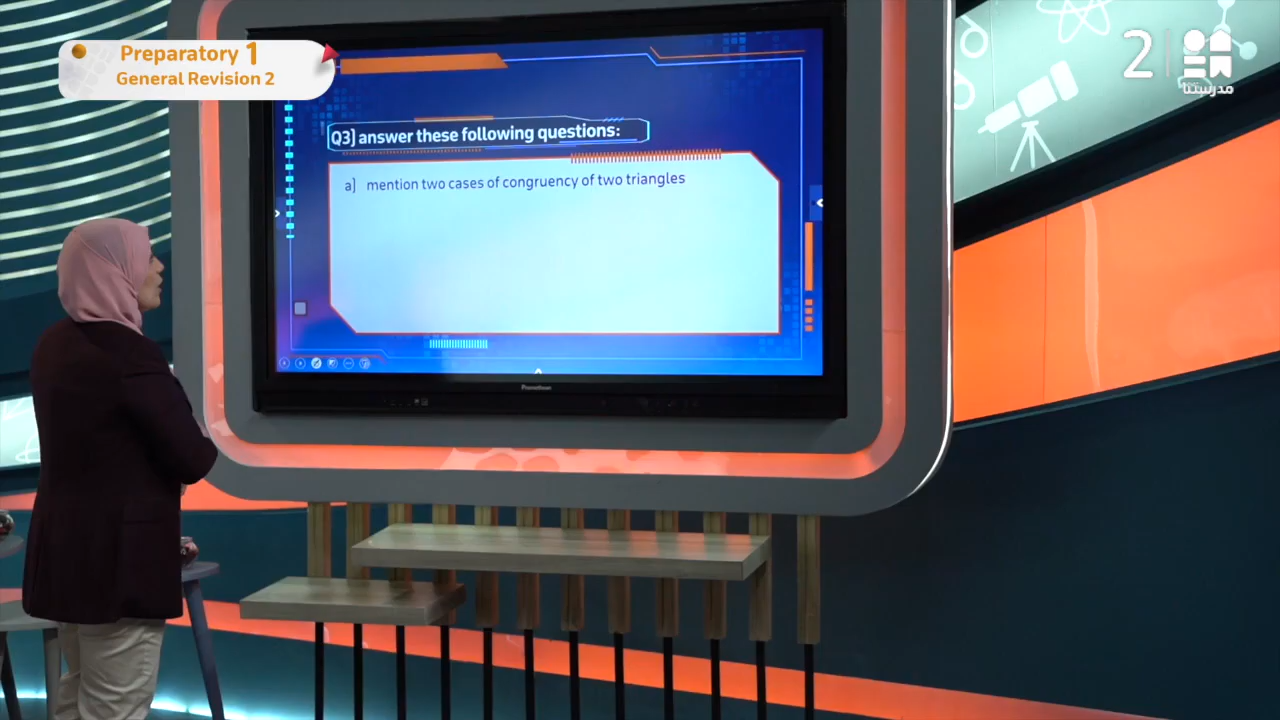 Preparatory 1
General Revision 2
2
مدرستنا
Q3] answer these following questions:
a] mention two cases of congruency of two triangles
Promethean